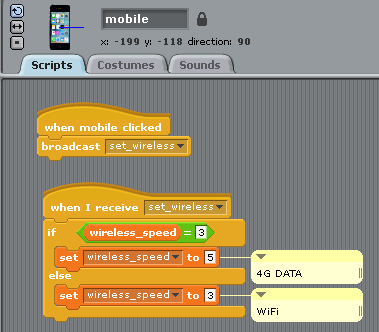 mobile
x: -199 y: -118 direction: 90
Scripts Costumes Sounds
when mobile clicked
broadcast set_wireless
when I receive set_wireless
if wireless_speed = 3
set wireless_speed to 5
4G DATA
else
set wireless_speed to 3
WiFi